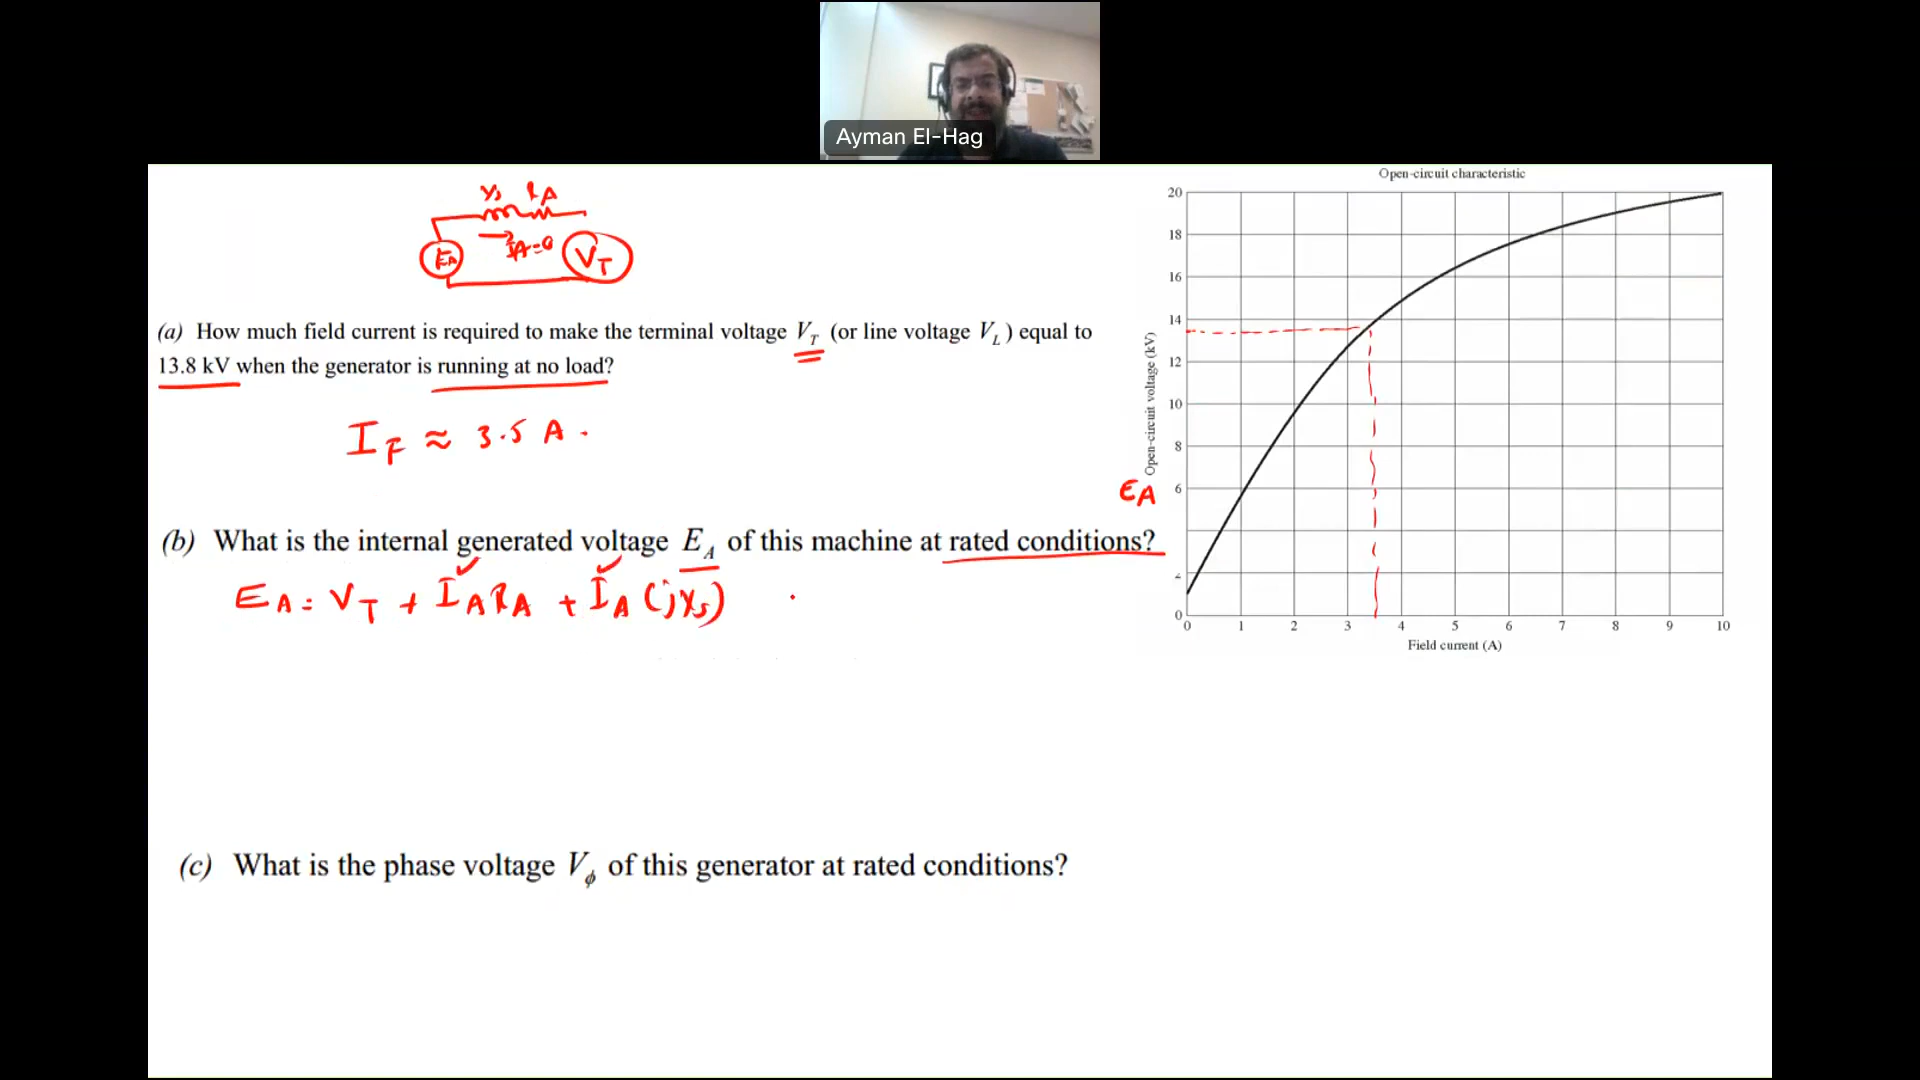 Ayman El-Hag
Xs RA
EA IA=0 VT
(a) How much field current is required to make the terminal voltage VT (or line voltage VL) equal to
13.8 kV when the generator is running at no load?
IF ≈ 3.5 A.
(b) What is the internal generated voltage EA of this machine at rated conditions?
EA = VT + IARA + IA(jXs)
(c) What is the phase voltage Vϕ of this generator at rated conditions?
Open-circuit characteristic
20
18
16
14
12
10
8
6
2
0
Open-circuit voltage (kV)
EA
0 1 2 3 4 5 6 7 8 9 10
Field current (A)